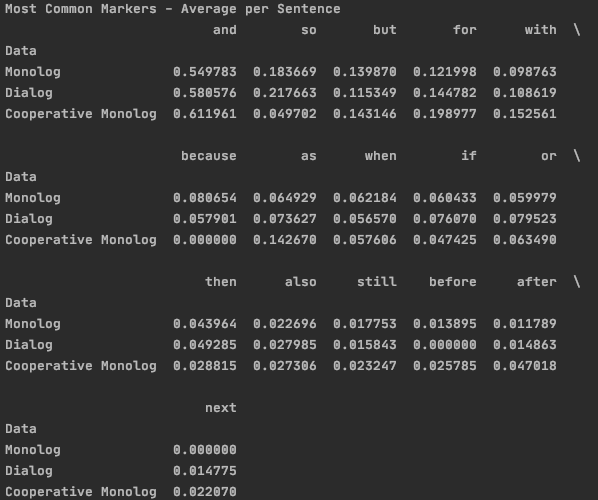 Most Common Markers - Average per Sentence
and so but for with \
Data
Monolog 0.549783 0.183669 0.139870 0.121998 0.098763
Dialog 0.580576 0.217663 0.115349 0.144782 0.108619
Cooperative Monolog 0.611961 0.049702 0.143146 0.198977 0.152561
because as when if or \
Data
Monolog 0.080654 0.064929 0.062184 0.060433 0.059979
Dialog 0.057901 0.073627 0.056570 0.076070 0.079523
Cooperative Monolog 0.000000 0.142670 0.057606 0.047425 0.063490
then also still before after \
Data
Monolog 0.043964 0.022696 0.017753 0.013895 0.011789
Dialog 0.049285 0.027985 0.015843 0.000000 0.014863
Cooperative Monolog 0.028815 0.027306 0.023247 0.025785 0.047018
next
Data
Monolog 0.000000
Dialog 0.014775
Cooperative Monolog 0.022070